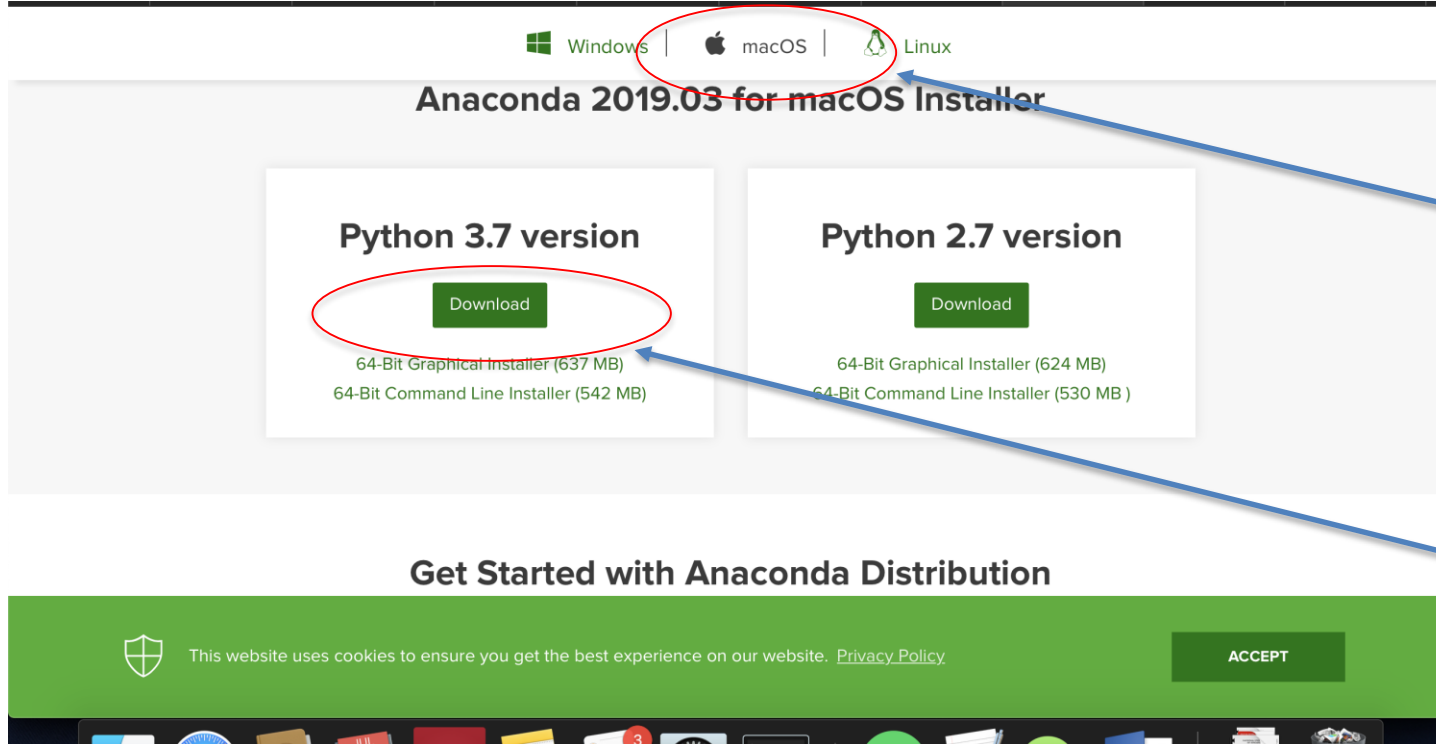 Windows macOS Linux
Anaconda 2019.03 for macOS Installer
Python 3.7 version
Download
64-Bit Graphical Installer (637 MB)
64-Bit Command Line Installer (542 MB)
Python 2.7 version
Download
64-Bit Graphical Installer (624 MB)
64-Bit Command Line Installer (530 MB )
Get Started with Anaconda Distribution
This website uses cookies to ensure you get the best experience on our website. Privacy Policy
ACCEPT
3